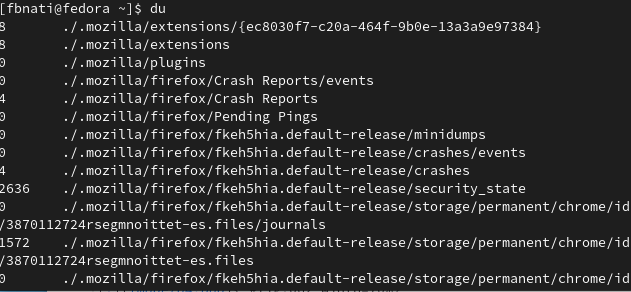 [fbnati@fedora ~]$ du
8 ./.mozilla/extensions/{ec8030f7-c20a-464f-9b0e-13a3a9e97384}
8 ./.mozilla/extensions
0 ./.mozilla/plugins
0 ./.mozilla/firefox/Crash Reports/events
4 ./.mozilla/firefox/Crash Reports
0 ./.mozilla/firefox/Pending Pings
0 ./.mozilla/firefox/fkeh5hia.default-release/minidumps
0 ./.mozilla/firefox/fkeh5hia.default-release/crashes/events
4 ./.mozilla/firefox/fkeh5hia.default-release/crashes
2636 ./.mozilla/firefox/fkeh5hia.default-release/security_state
0 ./.mozilla/firefox/fkeh5hia.default-release/storage/permanent/chrome/id
/3870112724rsegmnoittet-es.files/journals
1572 ./.mozilla/firefox/fkeh5hia.default-release/storage/permanent/chrome/id
/3870112724rsegmnoittet-es.files
0 ./.mozilla/firefox/fkeh5hia.default-release/storage/permanent/chrome/id